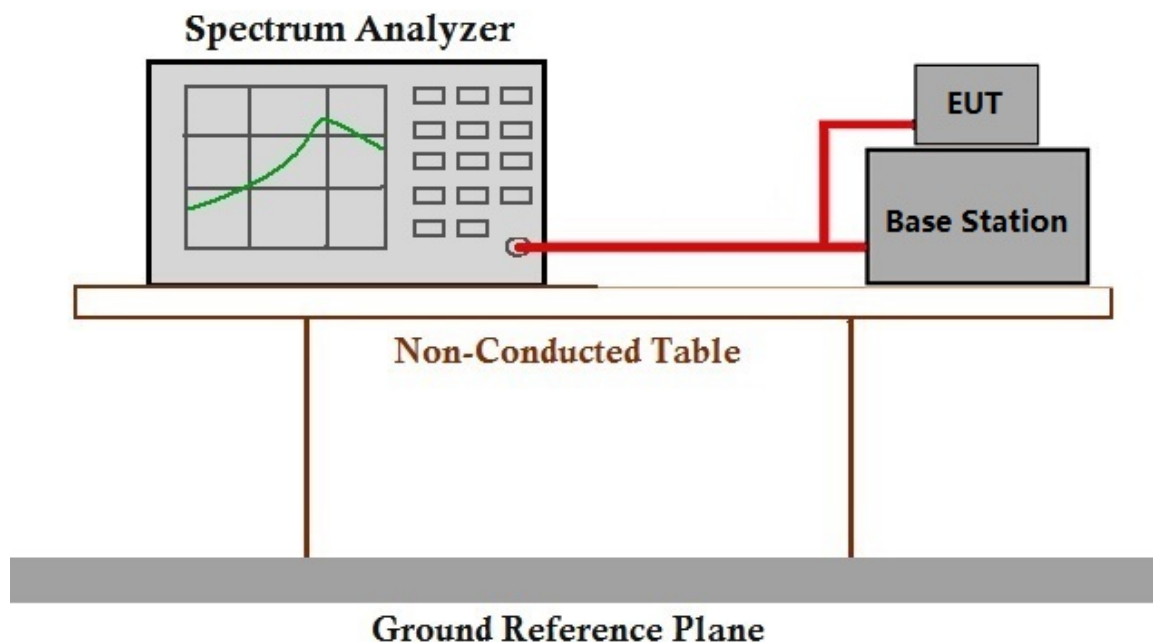 Spectrum Analyzer
EUT
Base Station
Non-Conducted Table
Ground Reference Plane